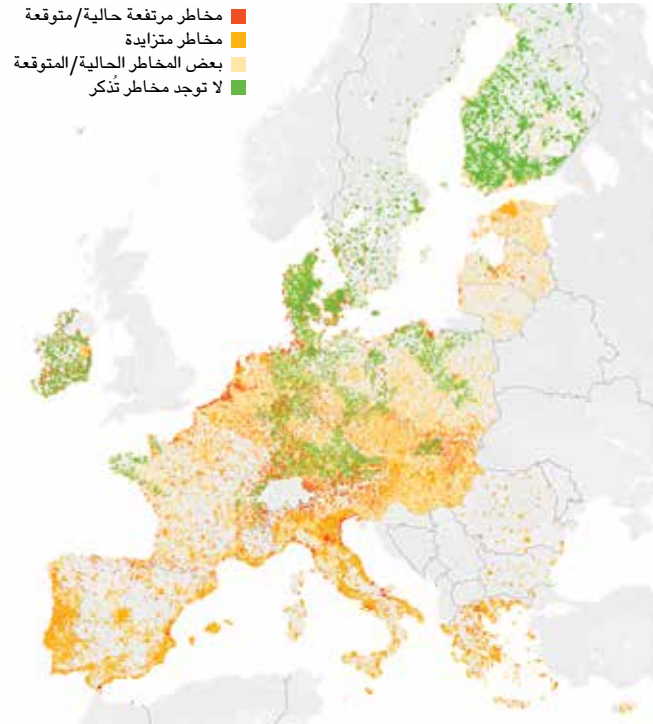 مخاطر مرتفعة حالية/متوقعة
مخاطر متزايدة
بعض المخاطر الحالية/المتوقعة
لا توجد مخاطر تُذكر